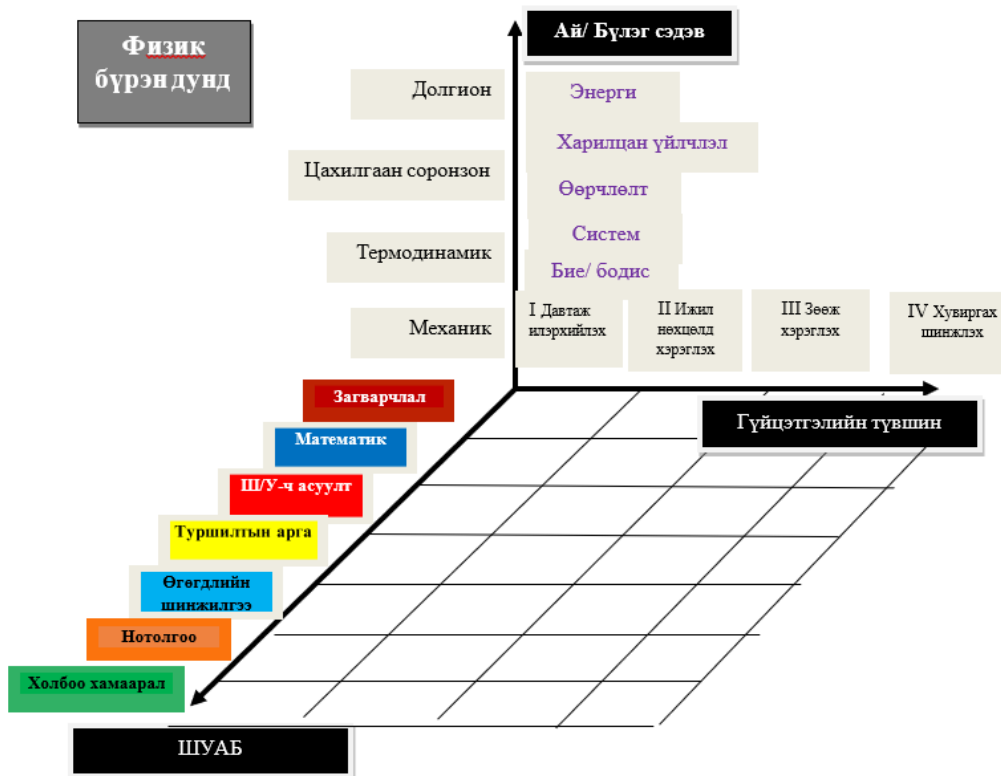 Физик
бүрэн дунд
Ай/ Бүлэг сэдэв
Долгион
Энерги
Харилцан үйлчлэл
Цахилгаан соронзон
Өөрчлөлт
Систем
Термодинамик
Бие/ бодис
Механик
I Давтаж
илэрхийлэх
II Ижил
нөхцөлд
хэрэглэх
III Зөөж
хэрэглэх
IV Хувиргах
шинжлэх
Загварчлал
Гүйцэтгэлийн түвшин
Математик
Ш/У-ч асуулт
Туршилтын арга
Өгөгдлийн
шинжилгээ
Нотолгоо
Холбоо хамаарал
ШУАБ